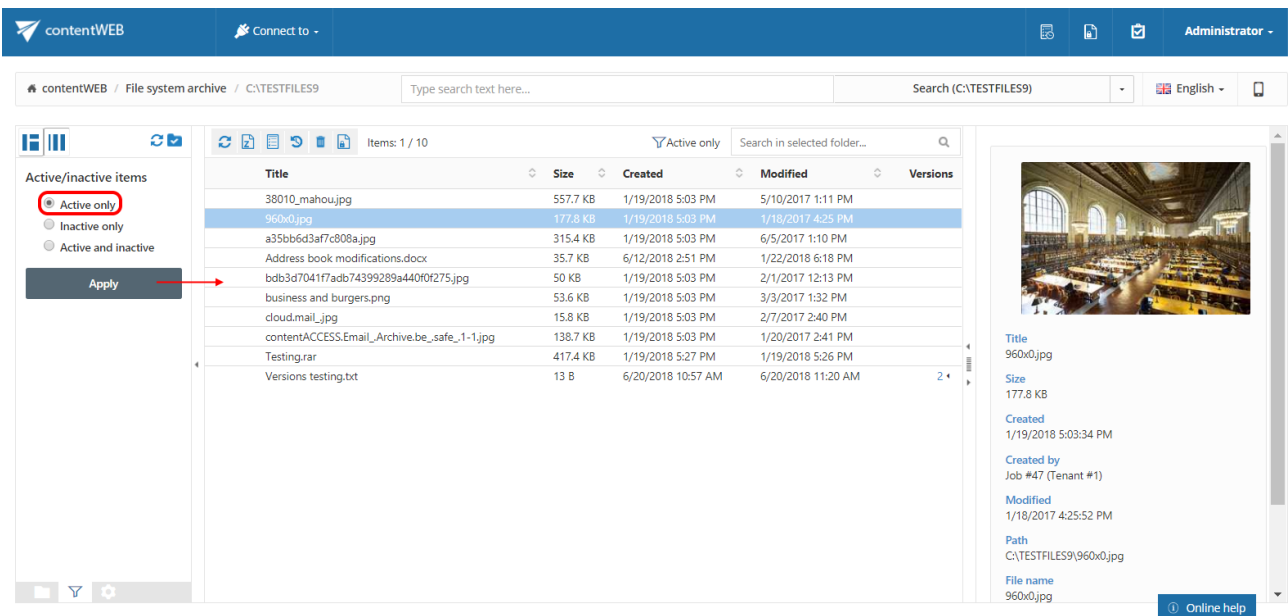 contentWEB
Connect to
Administrator
contentWEB / File system archive / C:\TESTFILES9
Type search text here...
Search (C:\TESTFILES9)
English
Items: 1 / 10
Active only
Search in selected folder...
Active/inactive items
Active only
Inactive only
Active and inactive
Apply
Title Size Created Modified Versions
38010_mahou.jpg 557.7 KB 1/19/2018 5:03 PM 5/10/2017 1:11 PM
960x0.jpg 177.8 KB 1/19/2018 5:03 PM 1/18/2017 4:25 PM
a35bb6d3af7c808a.jpg 315.4 KB 1/19/2018 5:03 PM 6/5/2017 1:10 PM
Address book modifications.docx 35.7 KB 6/12/2018 2:51 PM 1/22/2018 6:18 PM
bdb3d7041f7adb74399289a440f0f275.jpg 50 KB 1/19/2018 5:03 PM 2/1/2017 12:13 PM
business and burgers.png 53.6 KB 1/19/2018 5:03 PM 3/3/2017 1:32 PM
cloud.mail_.jpg 15.8 KB 1/19/2018 5:03 PM 2/7/2017 2:40 PM
contentACCESS.Email_.Archive.be_.safe_.1-1.jpg 138.7 KB 1/19/2018 5:03 PM 1/20/2017 2:41 PM
Testing.rar 417.4 KB 1/19/2018 5:27 PM 1/19/2018 5:26 PM
Versions testing.txt 13 B 6/20/2018 10:57 AM 6/20/2018 11:20 AM 2
Title
960x0.jpg
Size
177.8 KB
Created
1/19/2018 5:03:34 PM
Created by
Job #47 (Tenant #1)
Modified
1/18/2017 4:25:52 PM
Path
C:\TESTFILES9\960x0.jpg
File name
960x0.jpg
Online help